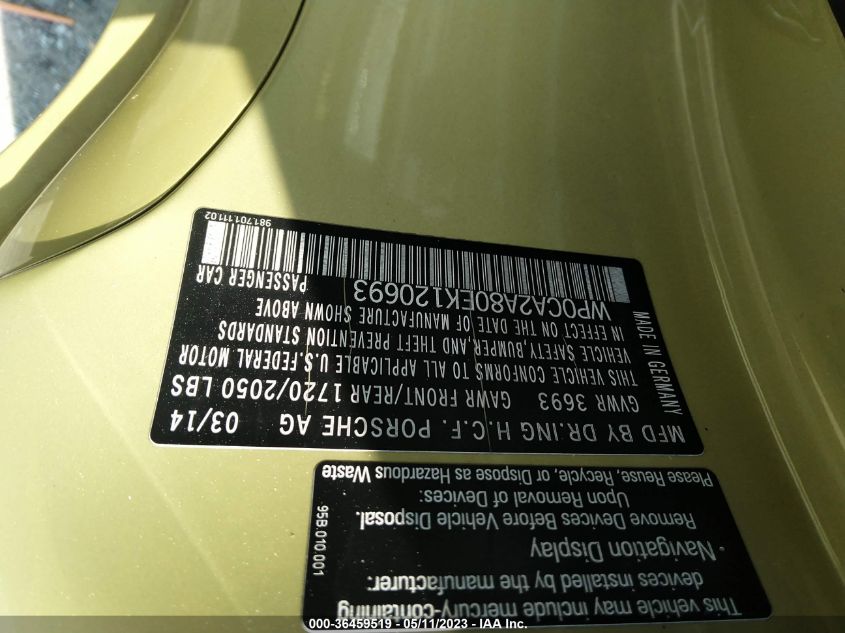 MFD BY DR.ING H.C.F. PORSCHE AG 03/14
GVWR 3693 GAWR FRONT/REAR 1720/2050 LBS
THIS VEHICLE CONFORMS TO ALL APPLICABLE U.S.FEDERAL MOTOR
VEHICLE SAFETY,BUMPER,AND THEFT PREVENTION STANDARDS
IN EFFECT ON THE DATE OF MANUFACTURE SHOWN ABOVE
WP0CA2A80EK120693 PASSENGER CAR
MADE IN GERMANY
981.701.111.02
This vehicle may include mercury-containing
devices installed by the manufacturer:
- Navigation Display
Remove Devices Before Vehicle Disposal.
Upon Removal of Devices:
Please Reuse, Recycle, or Dispose as Hazardous
Waste
95B.010.001
000-36459519 - 05/11/2023 - IAA Inc.